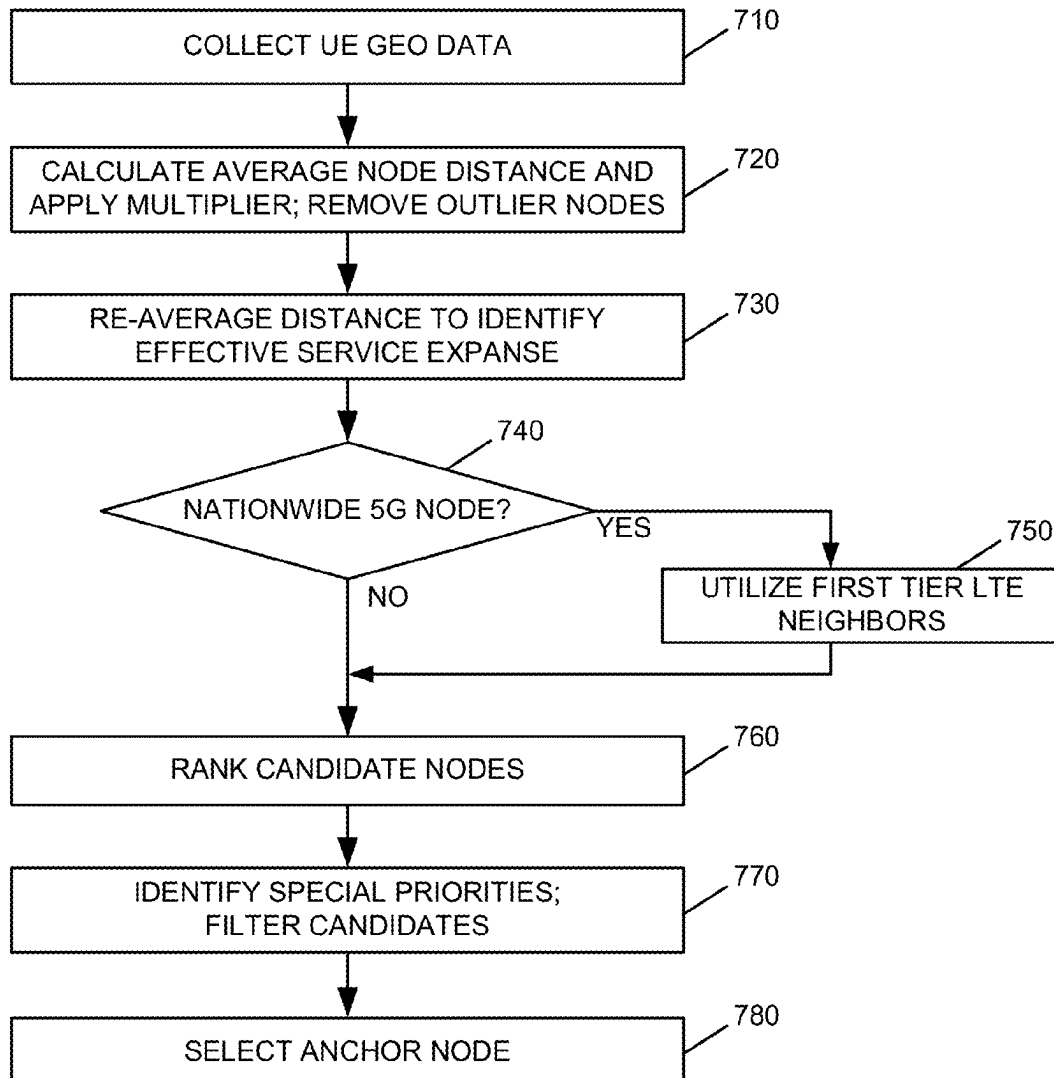 COLLECT UE GEO DATA
710
CALCULATE AVERAGE NODE DISTANCE AND
APPLY MULTIPLIER; REMOVE OUTLIER NODES
720
RE-AVERAGE DISTANCE TO IDENTIFY
EFFECTIVE SERVICE EXPANSE
730
740
NATIONWIDE 5G NODE?
YES
NO
750
UTILIZE FIRST TIER LTE
NEIGHBORS
RANK CANDIDATE NODES
760
IDENTIFY SPECIAL PRIORITIES;
FILTER CANDIDATES
770
SELECT ANCHOR NODE
780